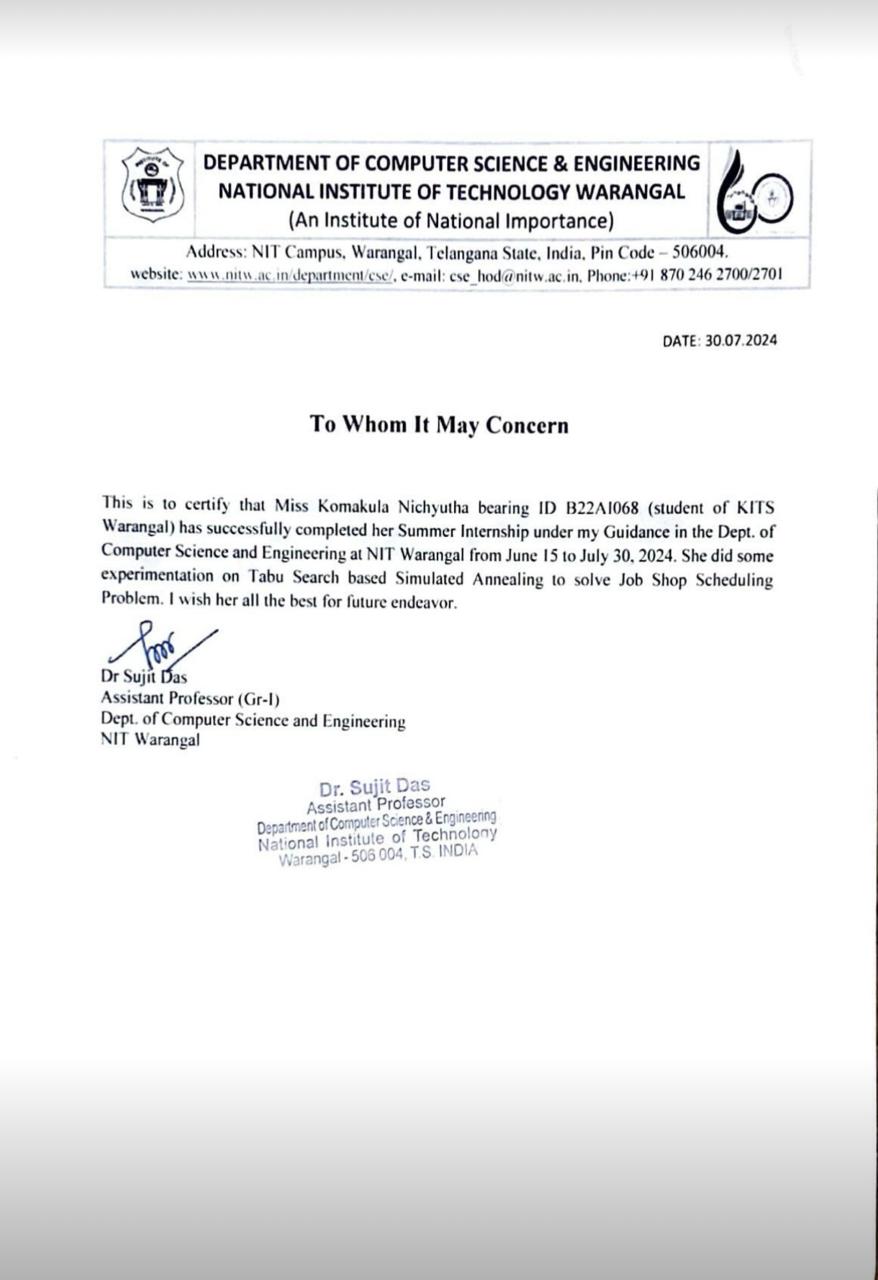 DEPARTMENT OF COMPUTER SCIENCE & ENGINEERING
NATIONAL INSTITUTE OF TECHNOLOGY WARANGAL
(An Institute of National Importance)
Address: NIT Campus, Warangal, Telangana State, India, Pin Code – 506004.
website: www.nitw.ac.in/department/cse/, e-mail: cse_hod@nitw.ac.in, Phone:+91 870 246 2700/2701
DATE: 30.07.2024
To Whom It May Concern
This is to certify that Miss Komakula Nichyutha bearing ID B22AI068 (student of KITS
Warangal) has successfully completed her Summer Internship under my Guidance in the Dept. of
Computer Science and Engineering at NIT Warangal from June 15 to July 30, 2024. She did some
experimentation on Tabu Search based Simulated Annealing to solve Job Shop Scheduling
Problem. I wish her all the best for future endeavor.
Dr Sujit Das
Assistant Professor (Gr-I)
Dept. of Computer Science and Engineering
NIT Warangal
Dr. Sujit Das
Assistant Professor
Department of Computer Science & Engineering
National Institute of Technolony
Warangal - 506 004, T.S. INDIA